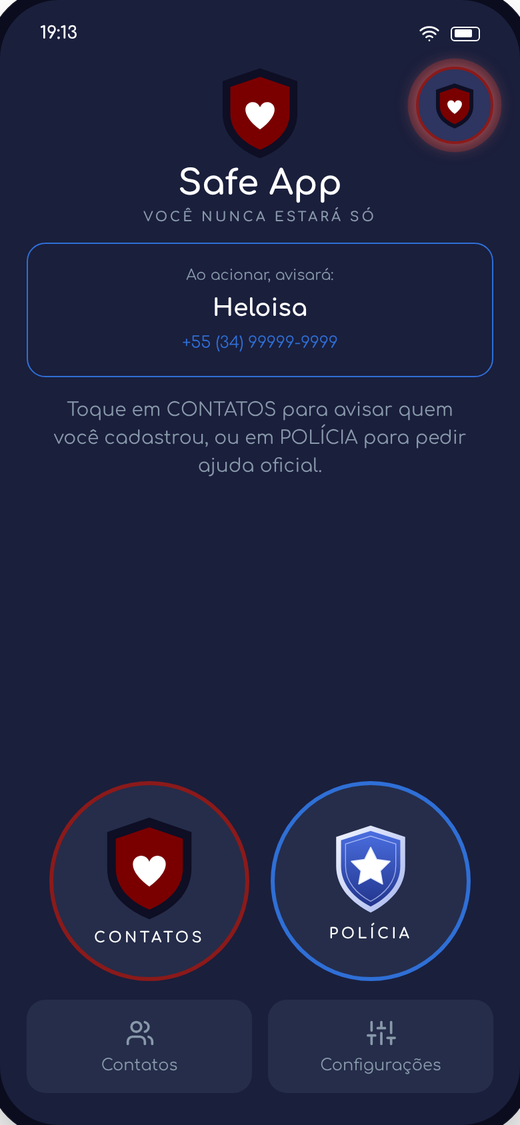 19:13
Safe App
VOCÊ NUNCA ESTARÁ SÓ
Ao acionar, avisará:
Heloisa
+55 (34) 99999-9999
Toque em CONTATOS para avisar quem
você cadastrou, ou em POLÍCIA para pedir
ajuda oficial.
CONTATOS
POLÍCIA
Contatos
Configurações